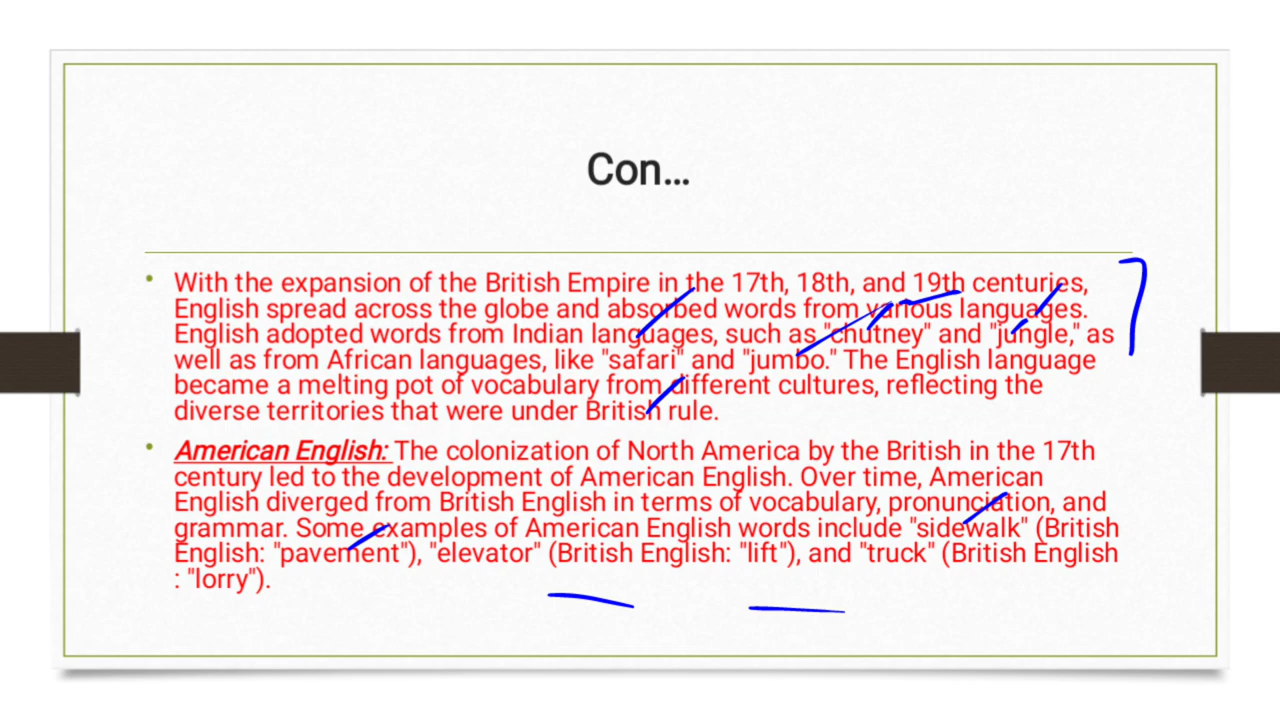 Con...
• With the expansion of the British Empire in the 17th, 18th, and 19th centuries,
English spread across the globe and absorbed words from various languages.
English adopted words from Indian languages, such as "chutney" and "jungle," as
well as from African languages, like "safari" and "jumbo." The English language
became a melting pot of vocabulary from different cultures, reflecting the
diverse territories that were under British rule.
• American English: The colonization of North America by the British in the 17th
century led to the development of American English. Over time, American
English diverged from British English in terms of vocabulary, pronunciation, and
grammar. Some examples of American English words include "sidewalk" (British
English: "pavement"), "elevator" (British English: "lift"), and "truck" (British English
: "lorry").